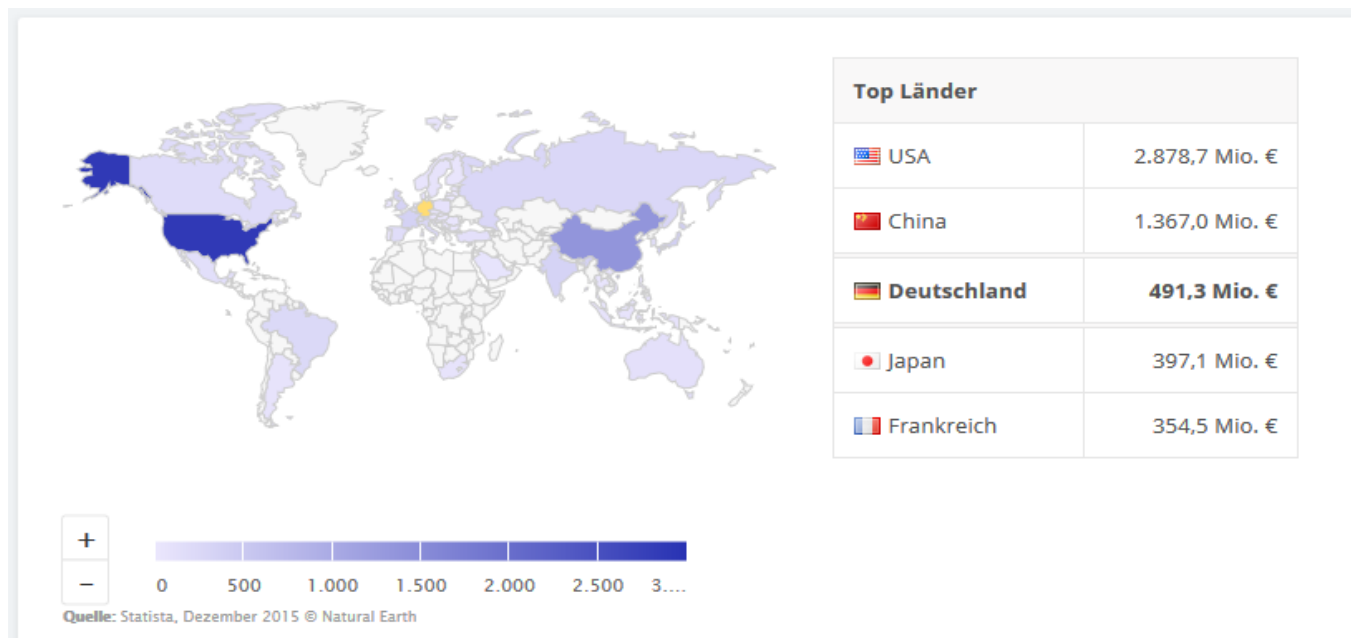 Top Länder
USA 2.878,7 Mio. €
China 1.367,0 Mio. €
Deutschland 491,3 Mio. €
Japan 397,1 Mio. €
Frankreich 354,5 Mio. €
+
−
0 500 1.000 1.500 2.000 2.500 3....
Quelle: Statista, Dezember 2015 © Natural Earth